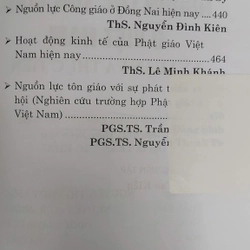 ➢ Nguồn lực Công giáo ở Đồng Nai hiện nay ....440
ThS. Nguyễn Đình Kiên
➢ Hoạt động kinh tế của Phật giáo Việt
Nam hiện nay ....................................464
ThS. Lê Minh Khánh
Nguồn lực tôn giáo với sự phát t
hội (Nghiên cứu trường hợp Phậ
Việt Nam)
PGS.TS. Trần
PGS.TS. Nguyễ